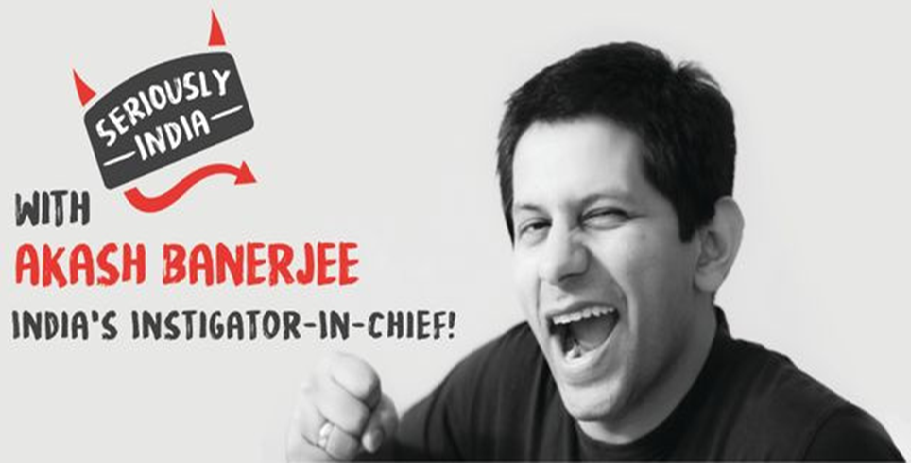 SERIOUSLY
INDIA
WITH
AKASH BANERJEE
INDIA'S INSTIGATOR-IN-CHIEF!